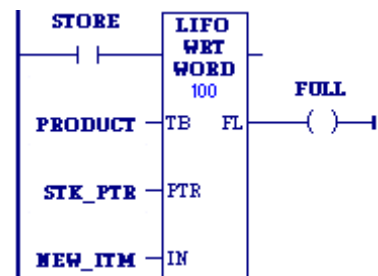 STORE
LIFO
WRT
WORD
100
FULL
PRODUCT TB FL
STK_PTR PTR
NEW_ITM IN